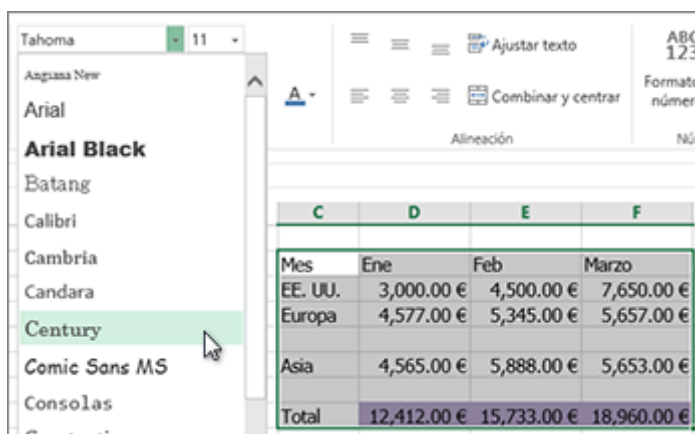 Tahoma 11
Angsana New
Arial
Arial Black
Batang
Calibri
Cambria
Candara
Century
Comic Sans MS
Consolas
A
Ajustar texto
Combinar y centrar
Alineación
ABC
123
C D E F
Mes Ene Feb Marzo
EE. UU. 3,000.00 € 4,500.00 € 7,650.00 €
Europa 4,577.00 € 5,345.00 € 5,657.00 €
Asia 4,565.00 € 5,888.00 € 5,653.00 €
Total 12,412.00 € 15,733.00 € 18,960.00 €